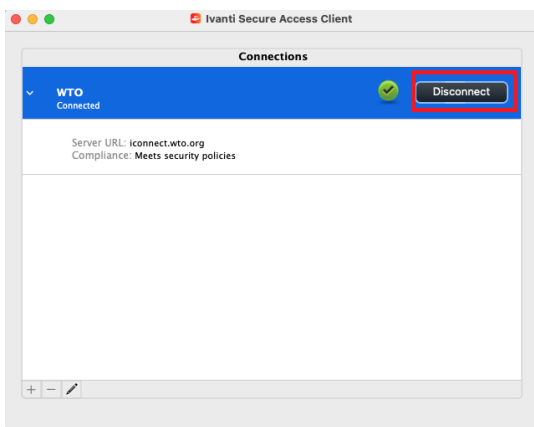 Ivanti Secure Access Client
Connections
WTO
Connected
Disconnect
Server URL: iconnect.wto.org
Compliance: Meets security policies